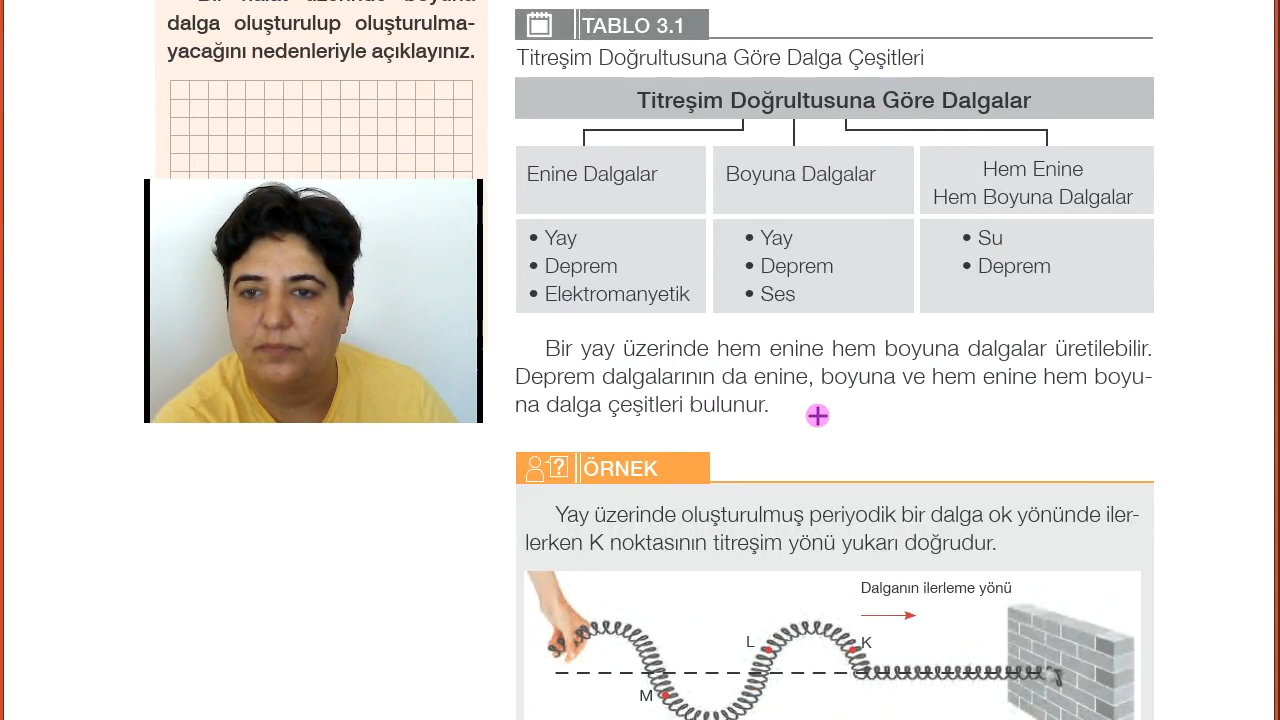 Bir halat üzerinde boyuna
dalga oluşturulup oluşturulma-
yacağını nedenleriyle açıklayınız.
TABLO 3.1
Titreşim Doğrultusuna Göre Dalga Çeşitleri
Titreşim Doğrultusuna Göre Dalgalar
Enine Dalgalar
Boyuna Dalgalar
Hem Enine
Hem Boyuna Dalgalar
• Yay
• Deprem
• Elektromanyetik
• Yay
• Deprem
• Ses
• Su
• Deprem
Bir yay üzerinde hem enine hem boyuna dalgalar üretilebilir.
Deprem dalgalarının da enine, boyuna ve hem enine hem boyu-
na dalga çeşitleri bulunur.
ÖRNEK
Yay üzerinde oluşturulmuş periyodik bir dalga ok yönünde iler-
lerken K noktasının titreşim yönü yukarı doğrudur.
Dalganın ilerleme yönü
L
K
M